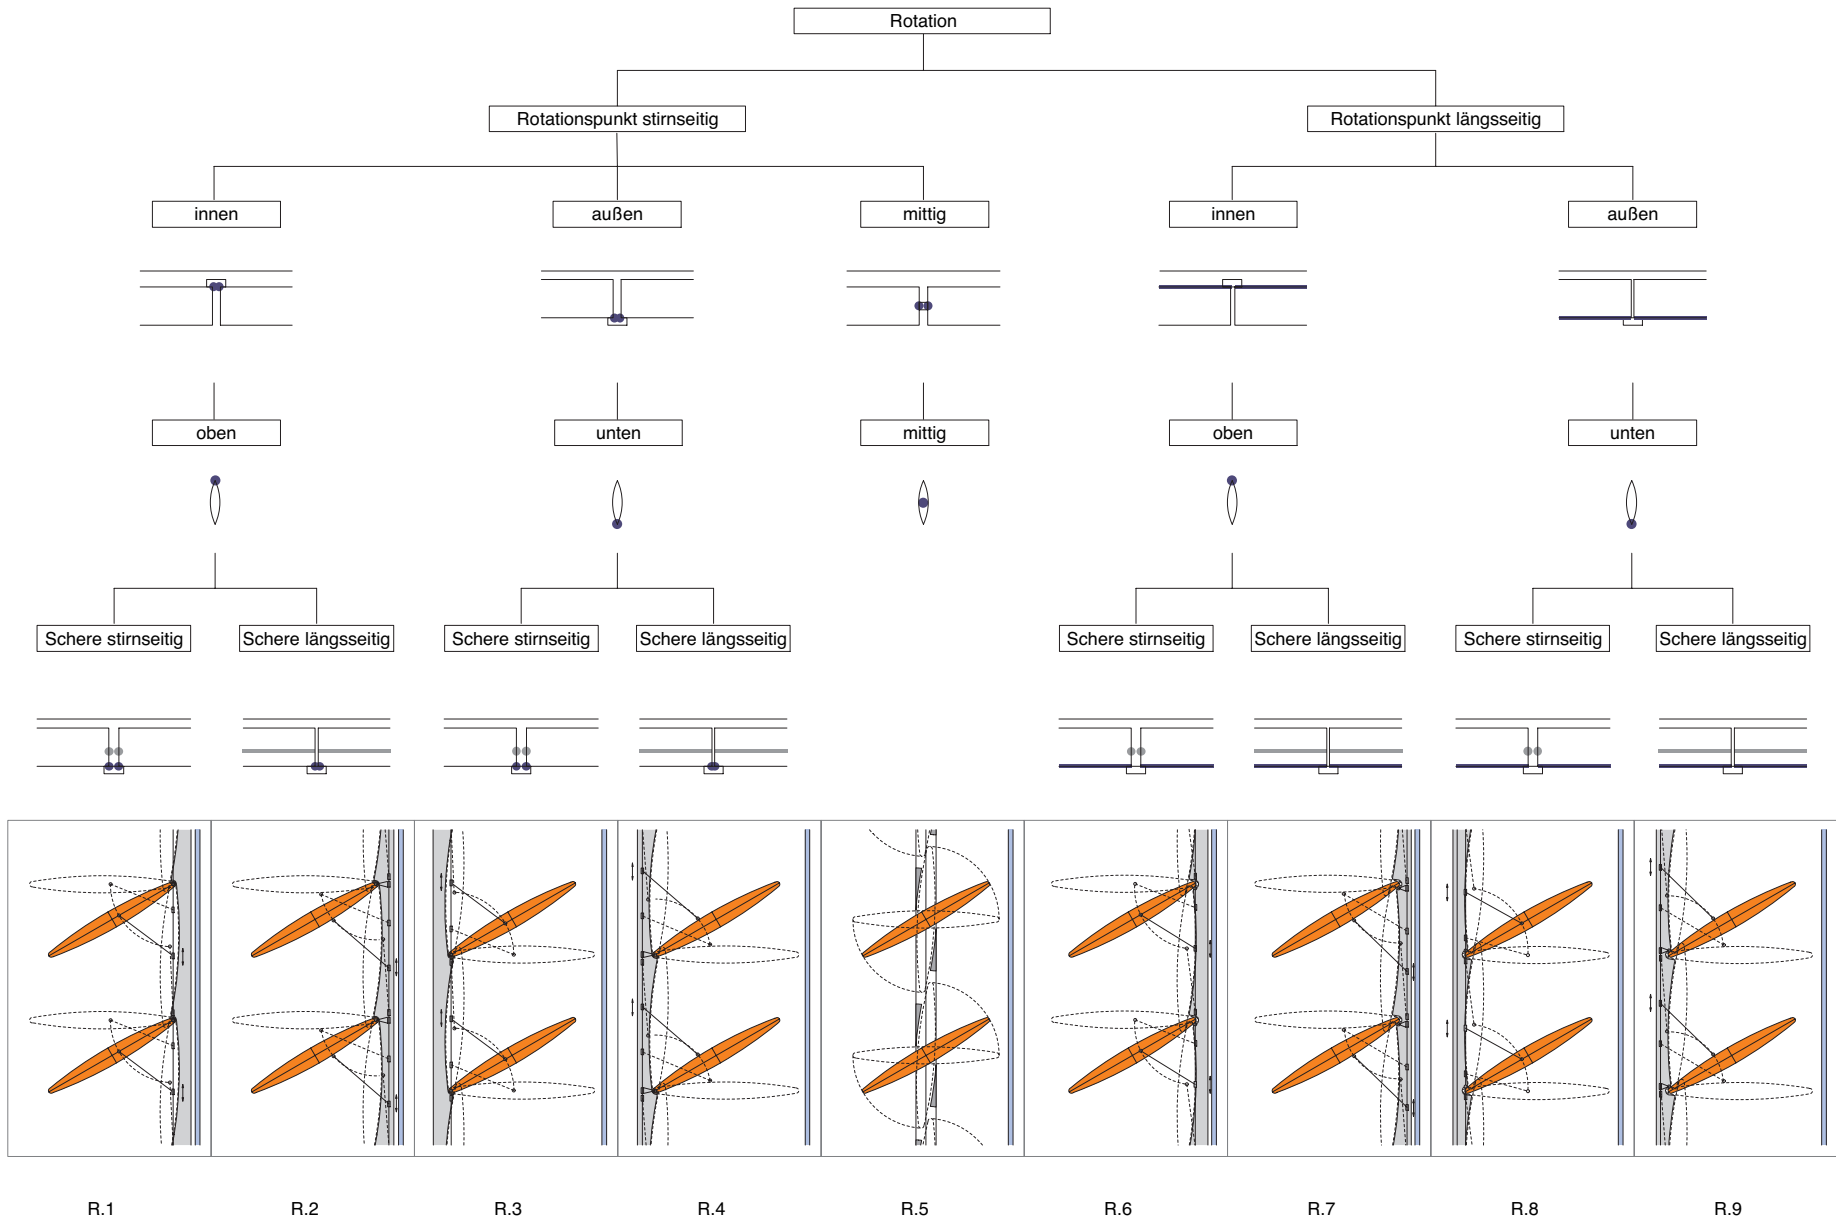 Rotation
Rotationspunkt stirnseitig
Rotationspunkt längsseitig
innen
außen
mittig
innen
außen
oben
unten
mittig
oben
unten
Schere stirnseitig
Schere längsseitig
Schere stirnseitig
Schere längsseitig
Schere stirnseitig
Schere längsseitig
Schere stirnseitig
Schere längsseitig
R.1
R.2
R.3
R.4
R.5
R.6
R.7
R.8
R.9